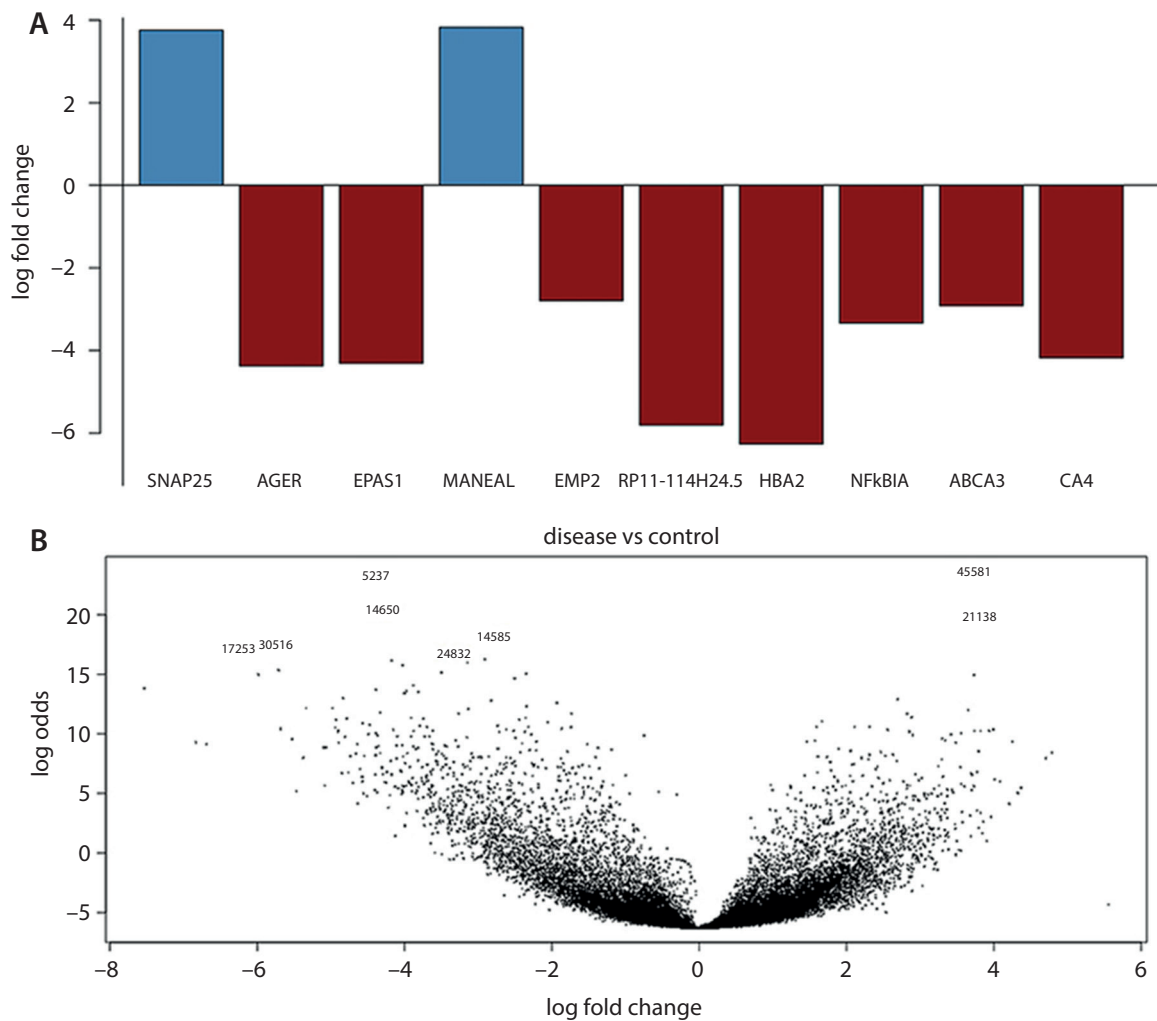 A
log fold change
4
2
0
−2
−4
−6
SNAP25 AGER EPAS1 MANEAL EMP2 RP11-114H24.5 HBA2 NFkBIA ABCA3 CA4
B
disease vs control
log odds
20
15
10
5
0
−5
5237
45581
14650
21138
14585
17253 30516
24832
−8 −6 −4 −2 0 2 4 6
log fold change